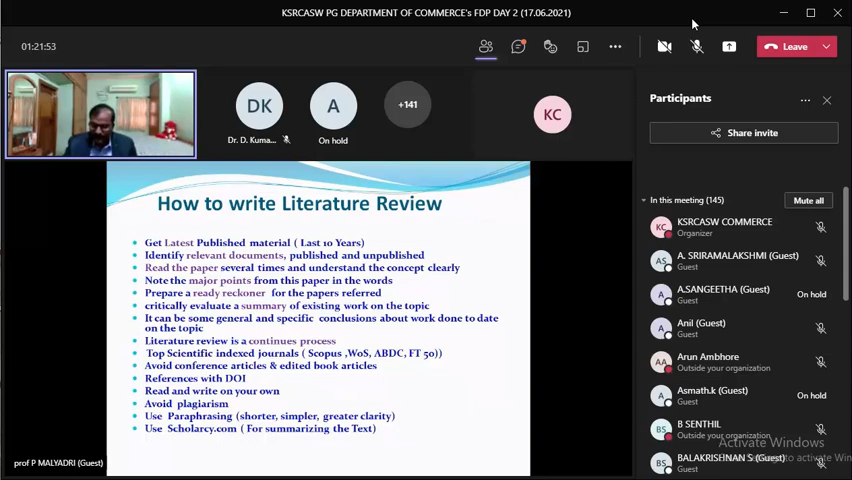 KSRCASW PG DEPARTMENT OF COMMERCE's FDP DAY 2 (17.06.2021)
01:21:53
Leave
DK
A
+141
KC
Dr. D. Kuma...
On hold
Participants
Share invite
In this meeting (145)
Mute all
KC
KSRCASW COMMERCE
Organizer
AS
A. SRIRAMALAKSHMI (Guest)
Guest
A
A.SANGEETHA (Guest)
Guest
On hold
A
Anil (Guest)
Guest
AA
Arun Ambhore
Outside your organization
A
Asmath.k (Guest)
Guest
On hold
BS
B SENTHIL
Outside your organization
BS
BALAKRISHNAN S (Guest)
Guest
Activate Windows
to activate Win
How to write Literature Review
Get Latest Published material ( Last 10 Years)
Identify relevant documents, published and unpublished
Read the paper several times and understand the concept clearly
Note the major points from this paper in the words
Prepare a ready reckoner for the papers referred
critically evaluate a summary of existing work on the topic
It can be some general and specific conclusions about work done to date
on the topic
Literature review is a continues process
Top Scientific indexed journals ( Scopus ,WoS, ABDC, FT 50))
Avoid conference articles & edited book articles
References with DOI
Read and write on your own
Avoid plagiarism
Use Paraphrasing (shorter, simpler, greater clarity)
Use Scholarcy.com ( For summarizing the Text)
prof P MALYADRI (Guest)